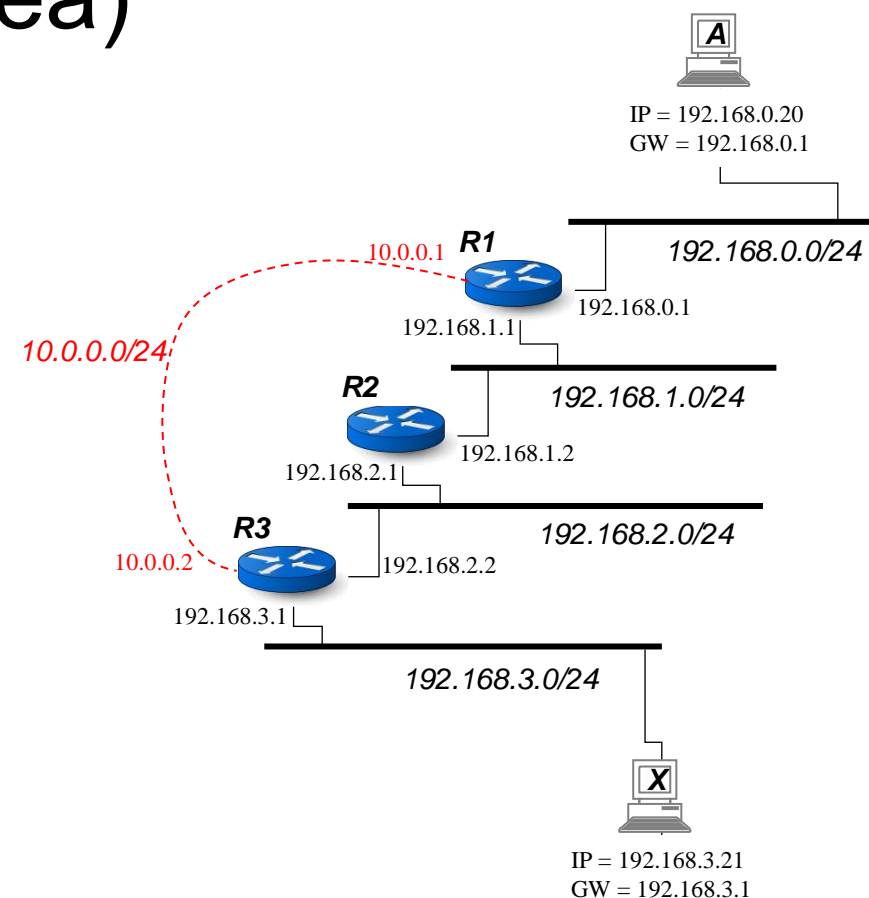 ea)
A
IP = 192.168.0.20
GW = 192.168.0.1
R1
10.0.0.1
192.168.0.0/24
192.168.0.1
192.168.1.1
10.0.0.0/24
R2
192.168.1.0/24
192.168.1.2
192.168.2.1
R3
192.168.2.0/24
10.0.0.2
192.168.2.2
192.168.3.1
192.168.3.0/24
X
IP = 192.168.3.21
GW = 192.168.3.1